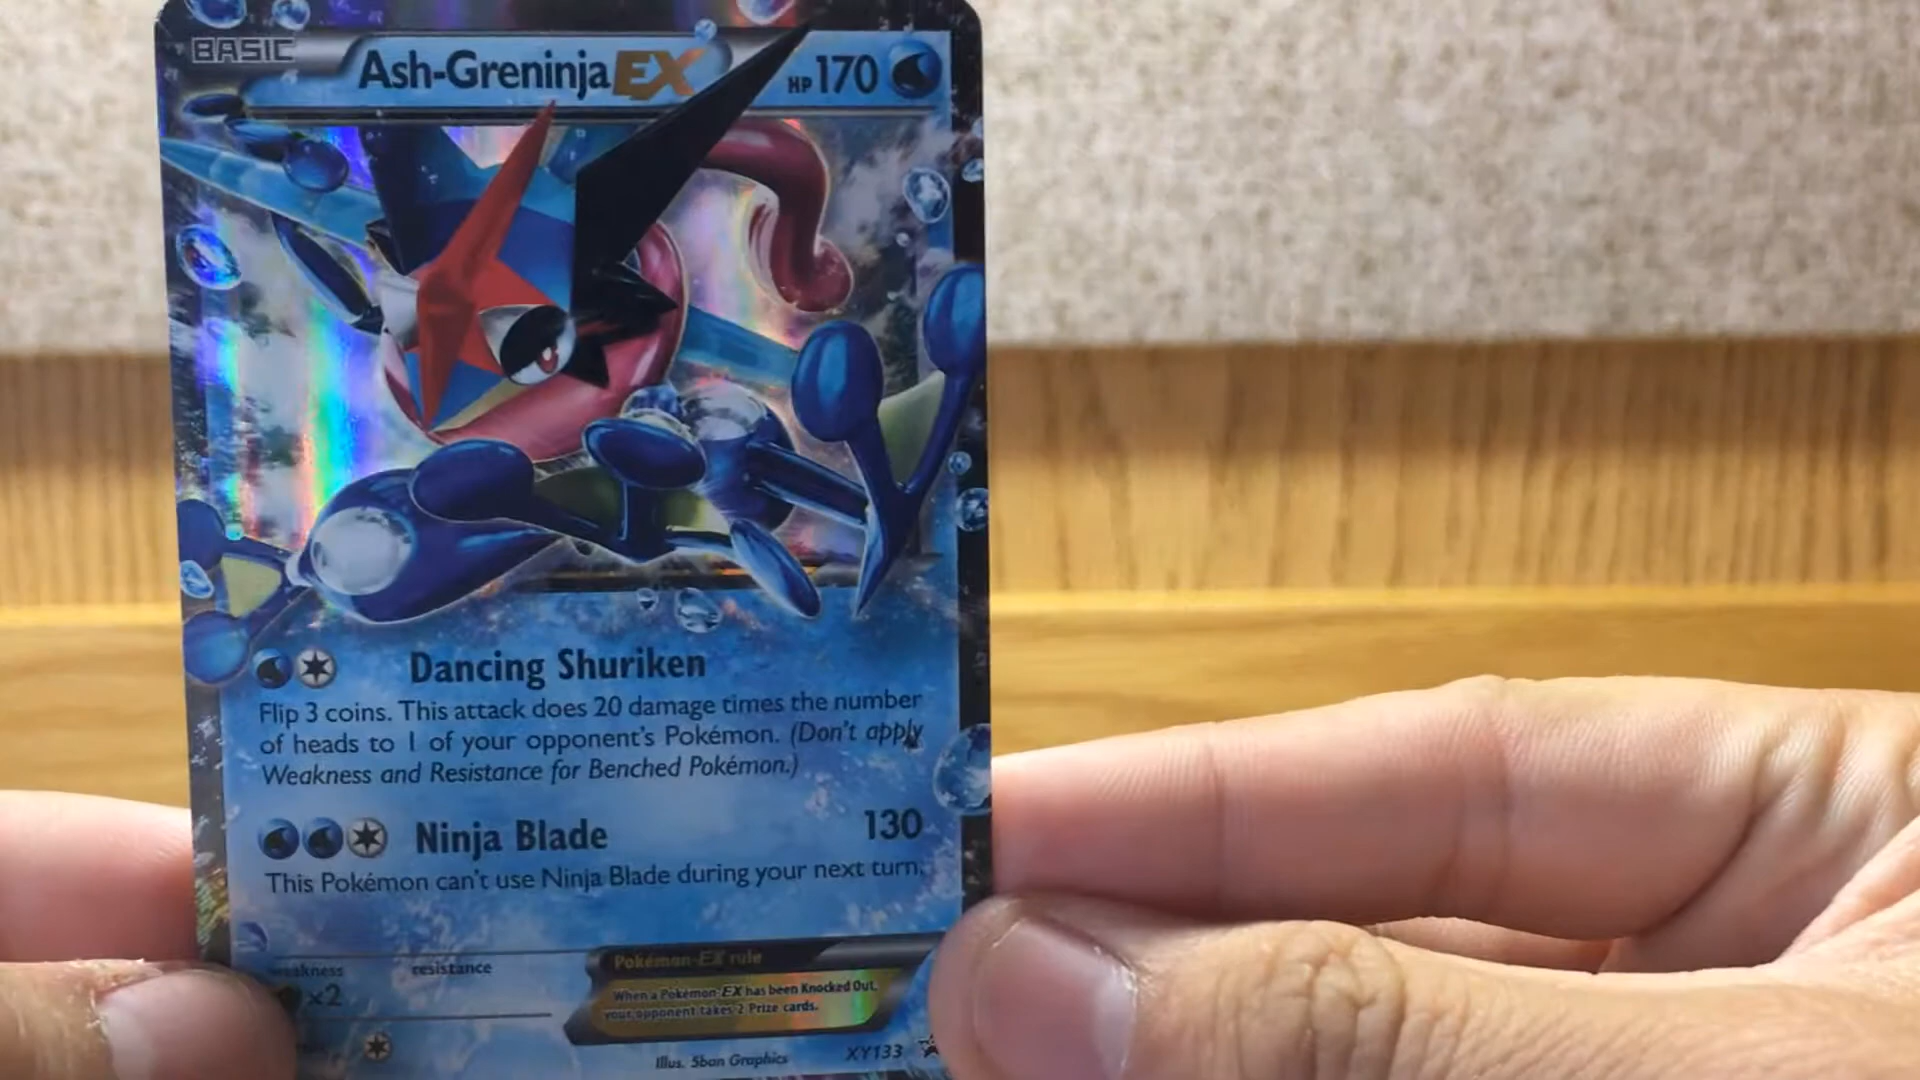 BASIC Ash-Greninja EX HP 170
Dancing Shuriken
Flip 3 coins. This attack does 20 damage times the number
of heads to 1 of your opponent's Pokémon. (Don't apply
Weakness and Resistance for Benched Pokémon.)
Ninja Blade 130
This Pokémon can't use Ninja Blade during your next turn.
weakness resistance
x2
Pokémon-EX rule
When a Pokémon-EX has been Knocked Out,
your opponent takes 2 Prize cards.
Illus. 5ban Graphics XY133